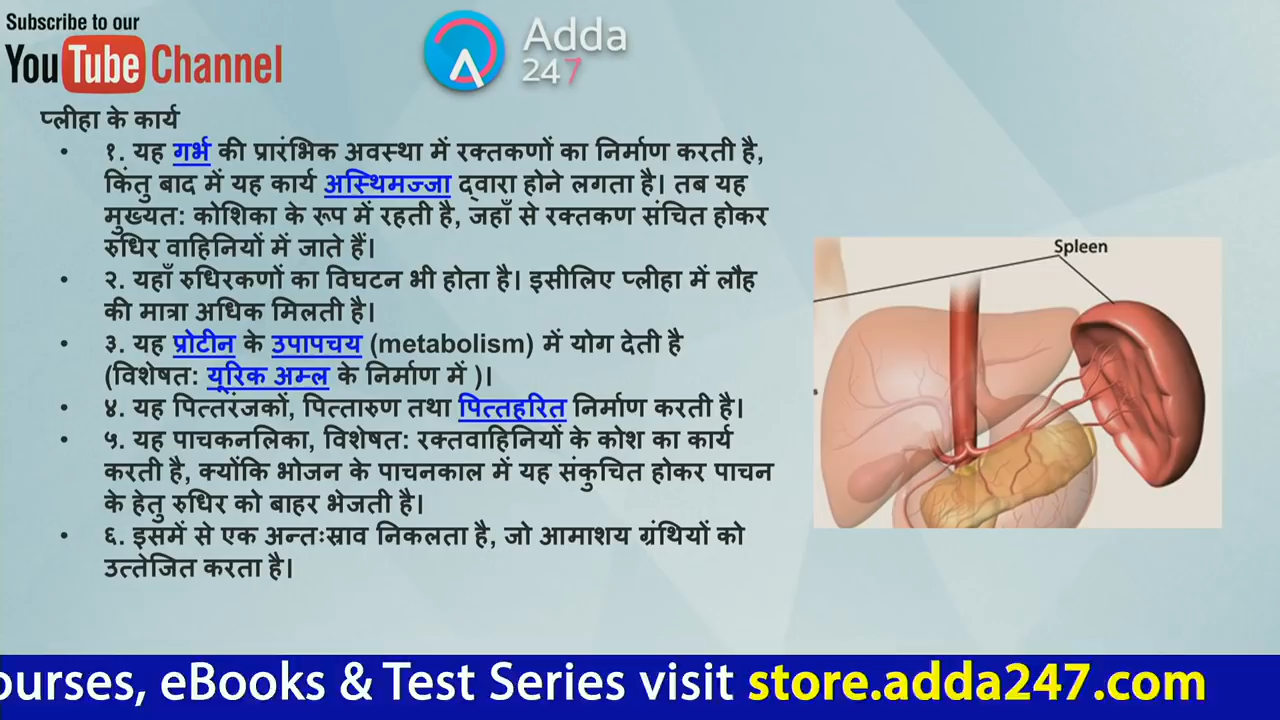 Subscribe to our
YouTube Channel
Adda
247
प्लीहा के कार्य
• १. यह गर्भ की प्रारंभिक अवस्था में रक्तकणों का निर्माण करती है,
किंतु बाद में यह कार्य अस्थिमज्जा द्वारा होने लगता है। तब यह
मुख्यत: कोशिका के रूप में रहती है, जहाँ से रक्तकण संचित होकर
रुधिर वाहिनियों में जाते हैं।
• २. यहाँ रुधिरकणों का विघटन भी होता है। इसीलिए प्लीहा में लौह
की मात्रा अधिक मिलती है।
• ३. यह प्रोटीन के उपापचय (metabolism) में योग देती है
(विशेषत: यूरिक अम्ल के निर्माण में )।
• ४. यह पित्तरंजकों, पित्तारुण तथा पित्तहरित निर्माण करती है।
• ५. यह पाचकनलिका, विशेषत: रक्तवाहिनियों के कोश का कार्य
करती है, क्योंकि भोजन के पाचनकाल में यह संकुचित होकर पाचन
के हेतु रुधिर को बाहर भेजती है।
• ६. इसमें से एक अन्तःस्राव निकलता है, जो आमाशय ग्रंथियों को
उत्तेजित करता है।
Spleen
ourses, eBooks & Test Series visit store.adda247.com